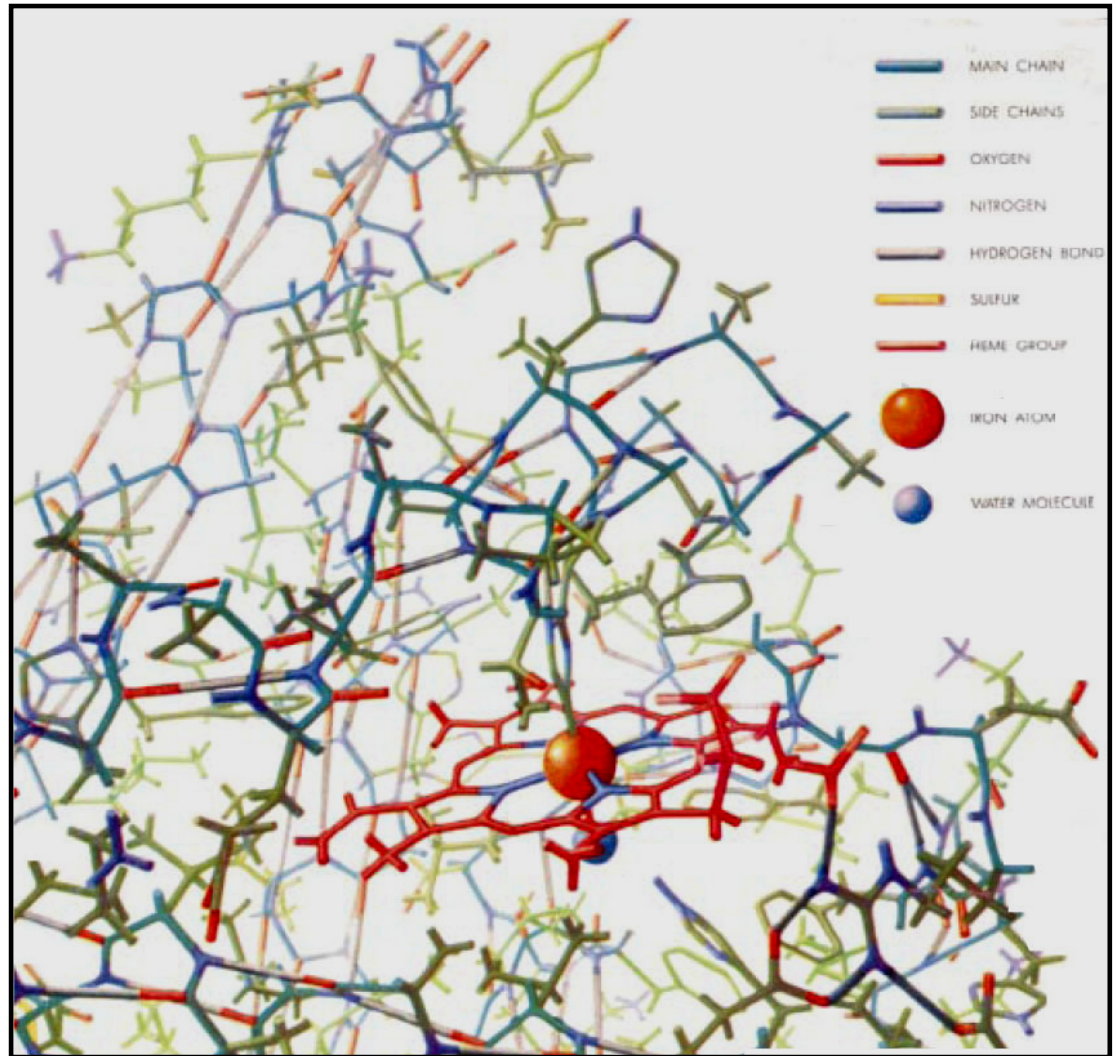 MAIN CHAIN
SIDE CHAINS
OXYGEN
NITROGEN
HYDROGEN BOND
SULFUR
HEME GROUP
IRON ATOM
WATER MOLECULE